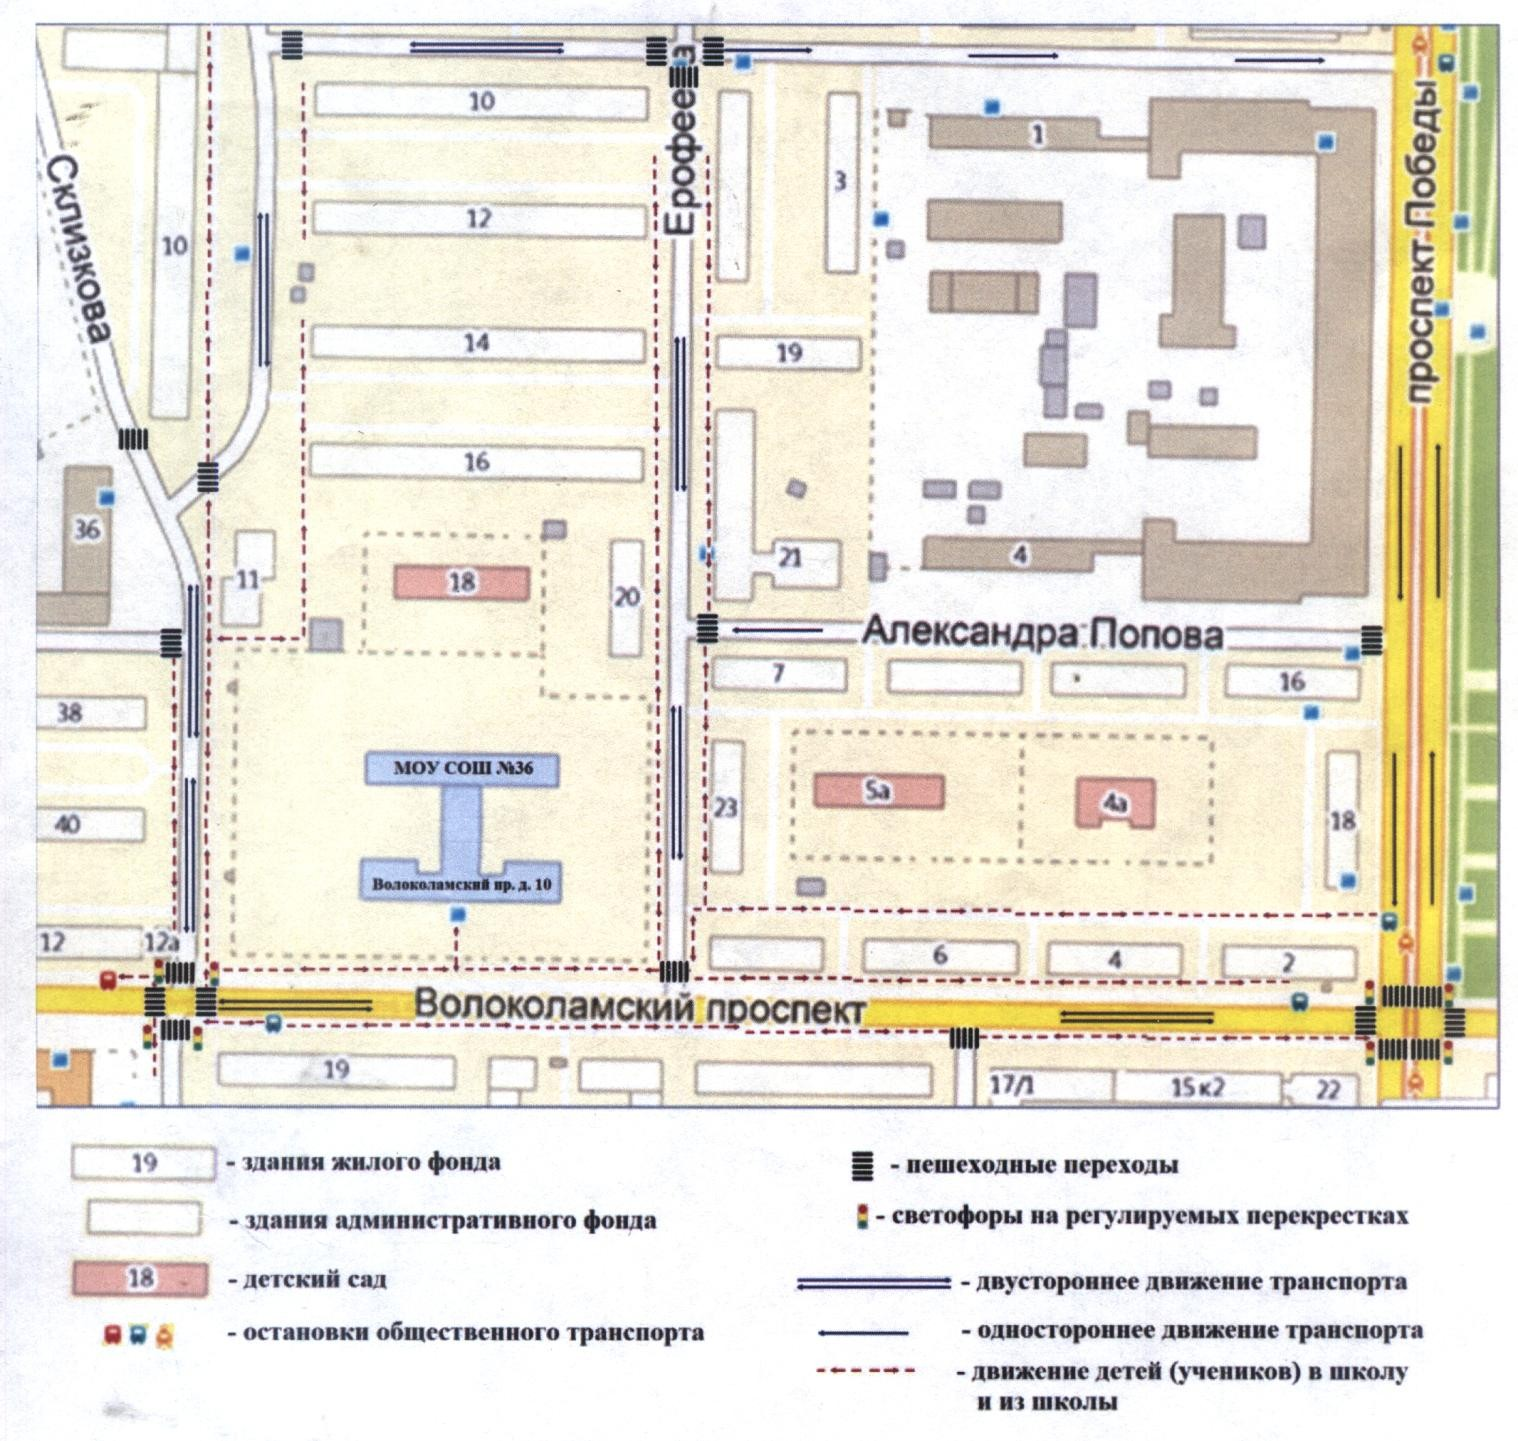 Ерофее
з
10
10
1
3
12
Склизкова
проспект Победы
14
19
16
36
11
18
20
21
4
Александра Попова
7
16
38
МОУ СОШ №36
5а
4а
23
18
40
Волоколамский пр. д. 10
12
12а
6
4
2
Волоколамский проспект
19
17/1
15 к2
22
19
- здания жилого фонда
- здания административного фонда
18
- детский сад
- остановки общественного транспорта
- пешеходные переходы
- светофоры на регулируемых перекрестках
- двустороннее движение транспорта
- одностороннее движение транспорта
- движение детей (учеников) в школу
и из школы